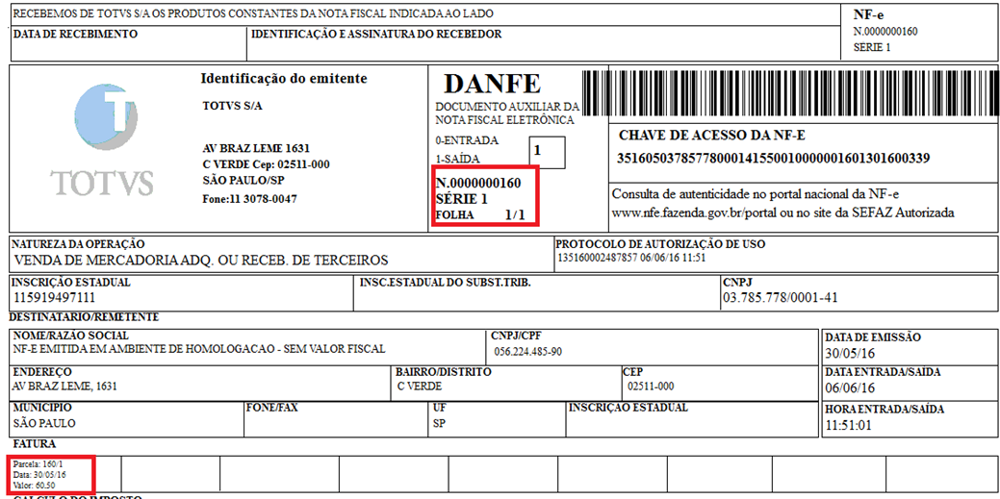 RECEBEMOS DE TOTVS S/A OS PRODUTOS CONSTANTES DA NOTA FISCAL INDICADA AO LADO
DATA DE RECEBIMENTO
IDENTIFICAÇÃO E ASSINATURA DO RECEBEDOR
NF-e
N.0000000160
SERIE 1
TOTVS
Identificação do emitente
TOTVS S/A
AV BRAZ LEME 1631
C VERDE Cep: 02511-000
SÃO PAULO/SP
Fone:11 3078-0047
DANFE
DOCUMENTO AUXILIAR DA
NOTA FISCAL ELETRÔNICA
0-ENTRADA
1-SAÍDA
1
N.0000000160
SÉRIE 1
FOLHA 1/1
CHAVE DE ACESSO DA NF-E
35160503785778000141550010000001601301600339
Consulta de autenticidade no portal nacional da NF-e
www.nfe.fazenda.gov.br/portal ou no site da SEFAZ Autorizada
NATUREZA DA OPERAÇÃO
VENDA DE MERCADORIA ADQ. OU RECEB. DE TERCEIROS
PROTOCOLO DE AUTORIZAÇÃO DE USO
135160002487857 06/06/16 11:51
INSCRIÇÃO ESTADUAL
115919497111
INSC.ESTADUAL DO SUBST.TRIB.
CNPJ
03.785.778/0001-41
DESTINATARIO/REMETENTE
NOME/RAZÃO SOCIAL
NF-E EMITIDA EM AMBIENTE DE HOMOLOGACAO - SEM VALOR FISCAL
CNPJ/CPF
056.224.485-90
DATA DE EMISSÃO
30/05/16
ENDEREÇO
AV BRAZ LEME, 1631
BAIRRO/DISTRITO
C VERDE
CEP
02511-000
DATA ENTRADA/SAÍDA
06/06/16
MUNICIPIO
SÃO PAULO
FONE/FAX
UF
SP
INSCRIÇÃO ESTADUAL
HORA ENTRADA/SAÍDA
11:51:01
FATURA
Parcela: 160/1
Data: 30/05/16
Valor: 60.50
CALCULO DO IMPOSTO